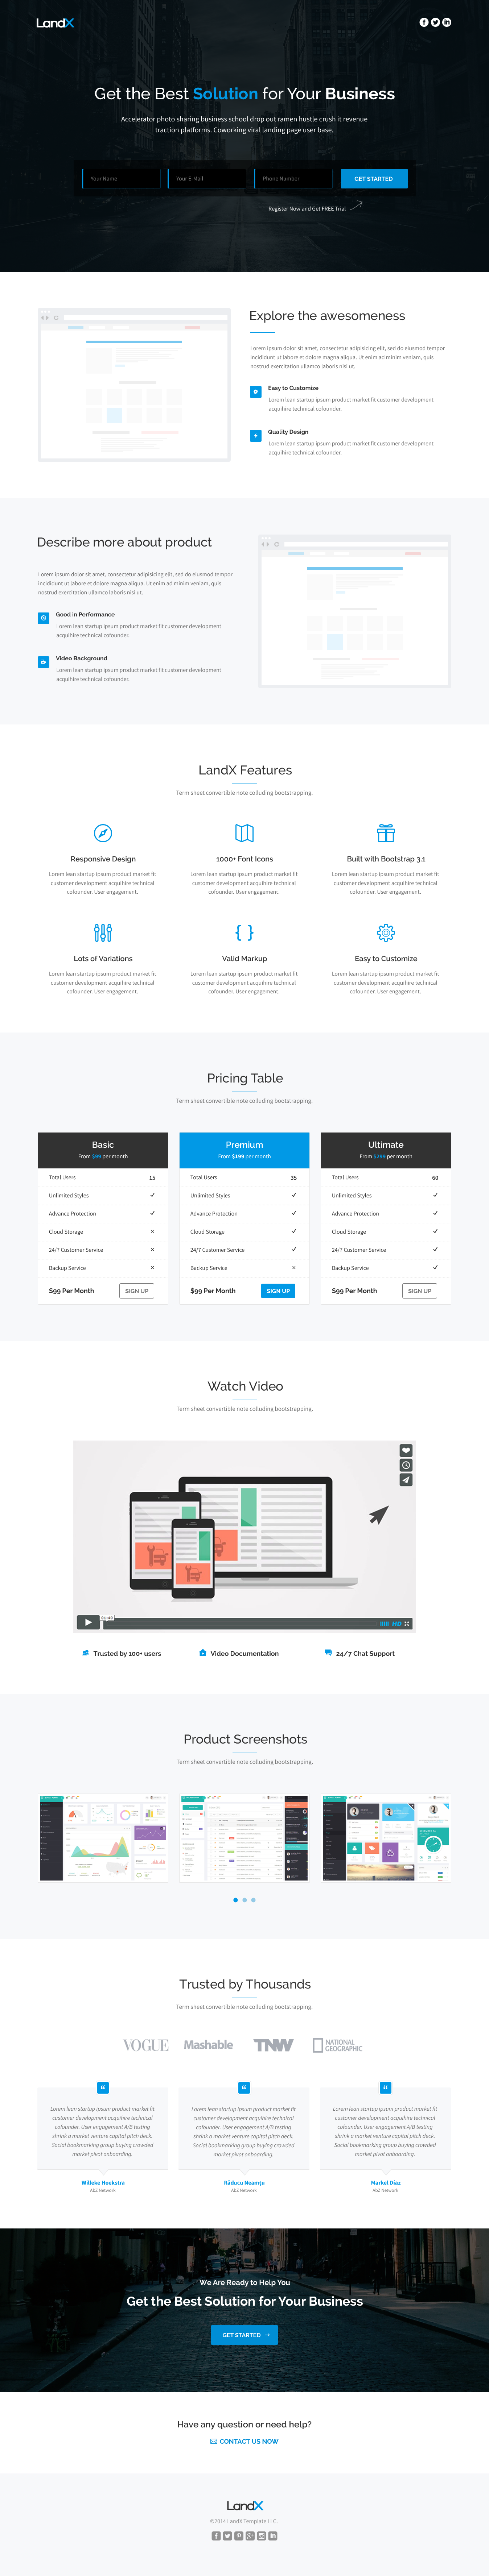 LandX
Get the Best Solution for Your Business
Accelerator photo sharing business school drop out ramen hustle crush it revenue
traction platforms. Coworking viral landing page user base.
Your Name
Your E-Mail
Phone Number
GET STARTED
Register Now and Get FREE Trial
Explore the awesomeness
Lorem ipsum dolor sit amet, consectetur adipisicing elit, sed do eiusmod tempor
incididunt ut labore et dolore magna aliqua. Ut enim ad minim veniam, quis
nostrud exercitation ullamco laboris nisi ut.
Easy to Customize
Lorem lean startup ipsum product market fit customer development
acquihire technical cofounder.
Quality Design
Lorem lean startup ipsum product market fit customer development
acquihire technical cofounder.
Describe more about product
Lorem ipsum dolor sit amet, consectetur adipisicing elit, sed do eiusmod tempor
incididunt ut labore et dolore magna aliqua. Ut enim ad minim veniam, quis
nostrud exercitation ullamco laboris nisi ut.
Good in Performance
Lorem lean startup ipsum product market fit customer development
acquihire technical cofounder.
Video Background
Lorem lean startup ipsum product market fit customer development
acquihire technical cofounder.
LandX Features
Term sheet convertible note colluding bootstrapping.
Responsive Design
Lorem lean startup ipsum product market fit
customer development acquihire technical
cofounder. User engagement.
1000+ Font Icons
Lorem lean startup ipsum product market fit
customer development acquihire technical
cofounder. User engagement.
Built with Bootstrap 3.1
Lorem lean startup ipsum product market fit
customer development acquihire technical
cofounder. User engagement.
Lots of Variations
Lorem lean startup ipsum product market fit
customer development acquihire technical
cofounder. User engagement.
Valid Markup
Lorem lean startup ipsum product market fit
customer development acquihire technical
cofounder. User engagement.
Easy to Customize
Lorem lean startup ipsum product market fit
customer development acquihire technical
cofounder. User engagement.
Pricing Table
Term sheet convertible note colluding bootstrapping.
Basic
From $99 per month
Total Users 15
Unlimited Styles
Advance Protection
Cloud Storage
24/7 Customer Service
Backup Service
$99 Per Month
SIGN UP
Premium
From $199 per month
Total Users 35
Unlimited Styles
Advance Protection
Cloud Storage
24/7 Customer Service
Backup Service
$99 Per Month
SIGN UP
Ultimate
From $399 per month
Total Users 60
Unlimited Styles
Advance Protection
Cloud Storage
24/7 Customer Service
Backup Service
$99 Per Month
SIGN UP
Watch Video
Term sheet convertible note colluding bootstrapping.
HD
Trusted by 100+ users
Video Documentation
24/7 Chat Support
Product Screenshots
Term sheet convertible note colluding bootstrapping.
Trusted by Thousands
Term sheet convertible note colluding bootstrapping.
VOGUE
Mashable
TNW
NATIONAL
GEOGRAPHIC
Lorem lean startup ipsum product market fit
customer development acquihire technical
cofounder. User engagement A/B testing
shrink a market venture capital pitch deck.
Social bookmarking group buying crowded
market pivot onboarding.
Willeke Hoekstra
AbZ Network
Lorem lean startup ipsum product market fit
customer development acquihire technical
cofounder. User engagement A/B testing
shrink a market venture capital pitch deck.
Social bookmarking group buying crowded
market pivot onboarding.
Răducu Neamțu
AbZ Network
Lorem lean startup ipsum product market fit
customer development acquihire technical
cofounder. User engagement A/B testing
shrink a market venture capital pitch deck.
Social bookmarking group buying crowded
market pivot onboarding.
Markel Díaz
AbZ Network
We Are Ready to Help You
Get the Best Solution for Your Business
GET STARTED
Have any question or need help?
CONTACT US NOW
LandX
©2014 LandX Template LLC.